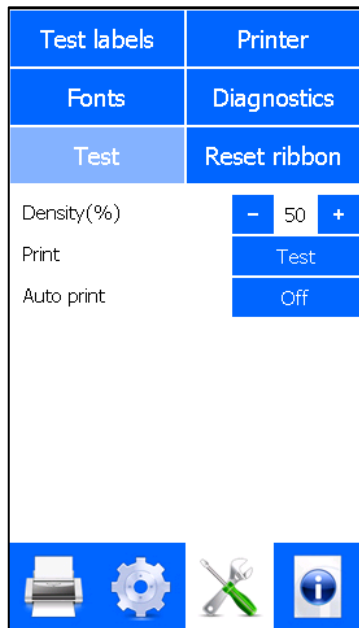 Test labels Printer
Fonts Diagnostics
Test Reset ribbon
Density(%) - 50 +
Print Test
Auto print Off